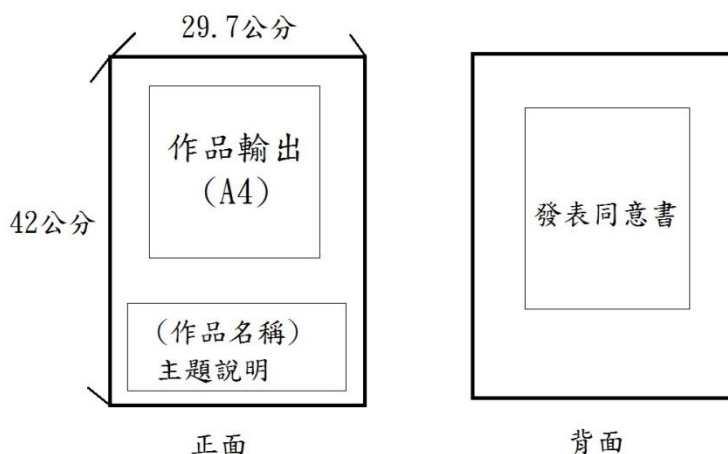 29.7公分
42公分
作品輸出
(A4)
(作品名稱)
主題說明
正面
發表同意書
背面